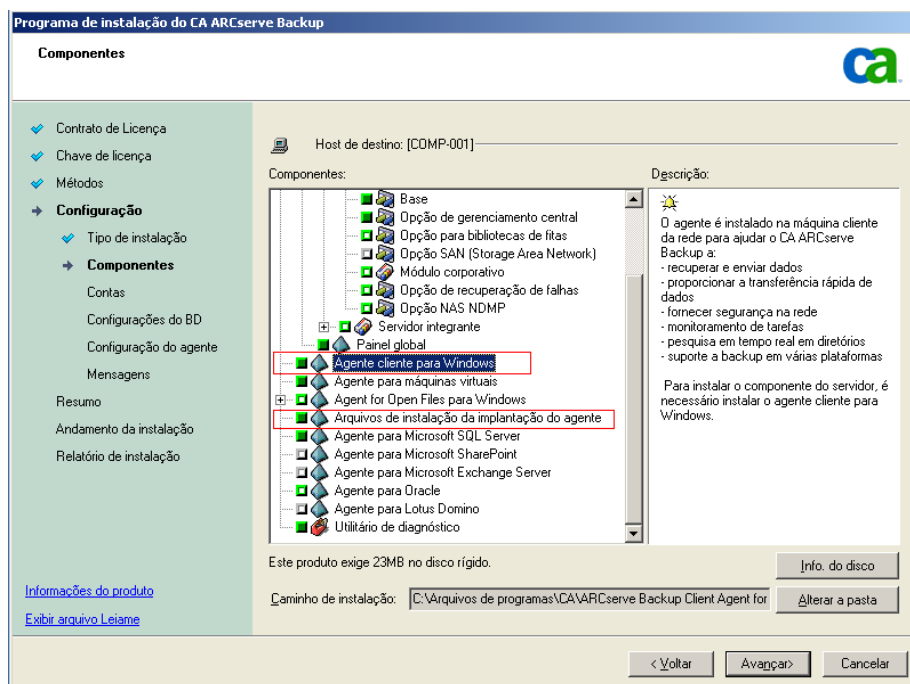 Programa de instalação do CA ARCserve Backup
Componentes
ca
Contrato de Licença
Chave de licença
Métodos
Configuração
Tipo de instalação
Componentes
Contas
Configurações do BD
Configuração do agente
Mensagens
Resumo
Andamento da instalação
Relatório de instalação
Informações do produto
Exibir arquivo Leiame
Host de destino: [COMP-001]
Componentes:
Base
Opção de gerenciamento central
Opção para bibliotecas de fitas
Opção SAN (Storage Area Network)
Módulo corporativo
Opção de recuperação de falhas
Opção NAS NDMP
Servidor integrante
Painel global
Agente cliente para Windows
Agente para máquinas virtuais
Agent for Open Files para Windows
Arquivos de instalação da implantação do agente
Agente para Microsoft SQL Server
Agente para Microsoft SharePoint
Agente para Microsoft Exchange Server
Agente para Oracle
Agente para Lotus Domino
Utilitário de diagnóstico
Descrição:
O agente é instalado na máquina cliente
da rede para ajudar o CA ARCserve
Backup a:
- recuperar e enviar dados
- proporcionar a transferência rápida de
dados
- fornecer segurança na rede
- monitoramento de tarefas
- pesquisa em tempo real em diretórios
- suporte a backup em várias plataformas
Para instalar o componente do servidor, é
necessário instalar o agente cliente para
Windows.
Este produto exige 23MB no disco rígido.
Info. do disco
Caminho de instalação: C:\Arquivos de programas\CA\ARCserve Backup Client Agent for
Alterar a pasta
< Voltar
Avançar>
Cancelar